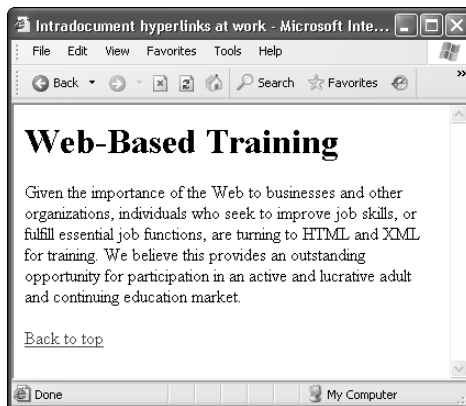 Intradocument hyperlinks at work - Microsoft Inte...
File Edit View Favorites Tools Help
Back Search Favorites »
Web-Based Training
Given the importance of the Web to businesses and other
organizations, individuals who seek to improve job skills, or
fulfill essential job functions, are turning to HTML and XML
for training. We believe this provides an outstanding
opportunity for participation in an active and lucrative adult
and continuing education market.
Back to top
Done My Computer